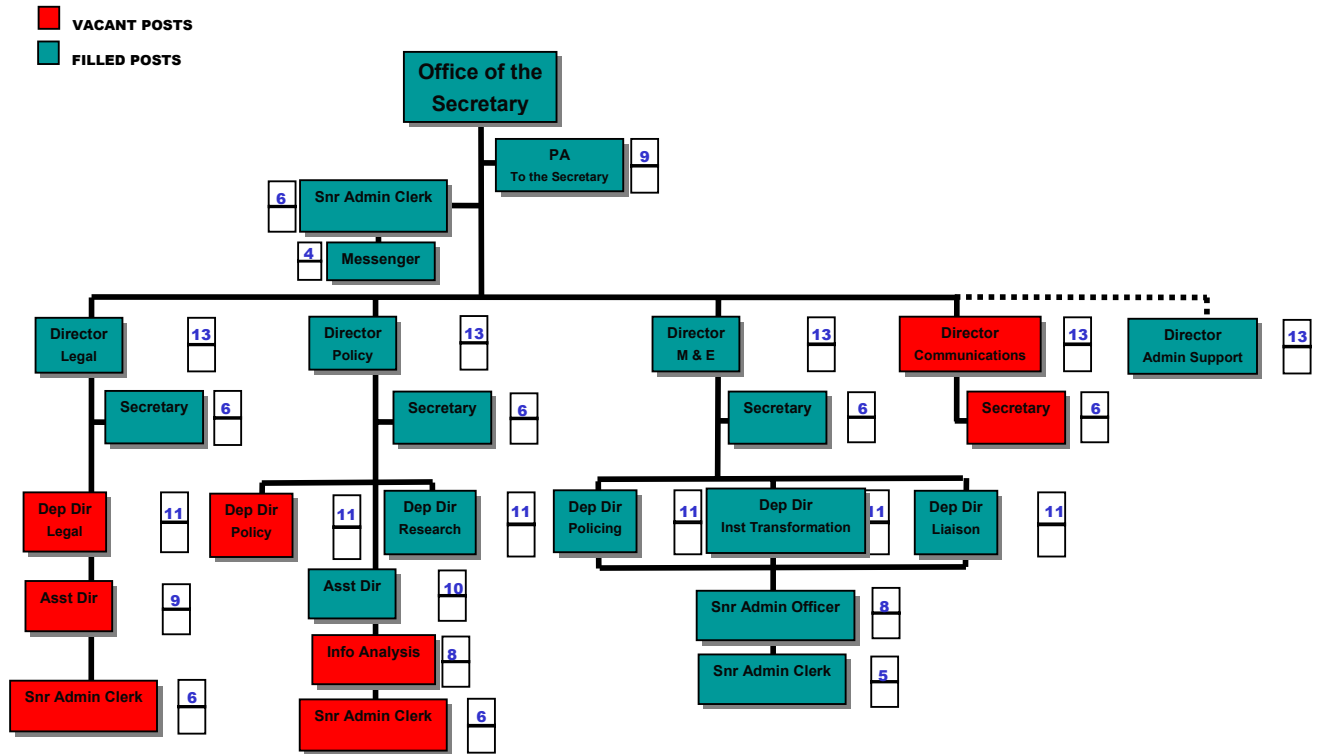 VACANT POSTS
FILLED POSTS
Office of the
Secretary
PA
To the Secretary
9
6
Snr Admin Clerk
4
Messenger
Director
Legal
13
Director
Policy
13
Director
M & E
13
Director
Communications
13
Director
Admin Support
13
Secretary
6
Secretary
6
Secretary
6
Secretary
6
Dep Dir
Legal
11
Dep Dir
Policy
11
Dep Dir
Research
11
Dep Dir
Policing
11
Dep Dir
Inst Transformation
11
Dep Dir
Liaison
11
Asst Dir
9
Asst Dir
10
Snr Admin Officer
8
Info Analysis
8
Snr Admin Clerk
5
Snr Admin Clerk
6
Snr Admin Clerk
6